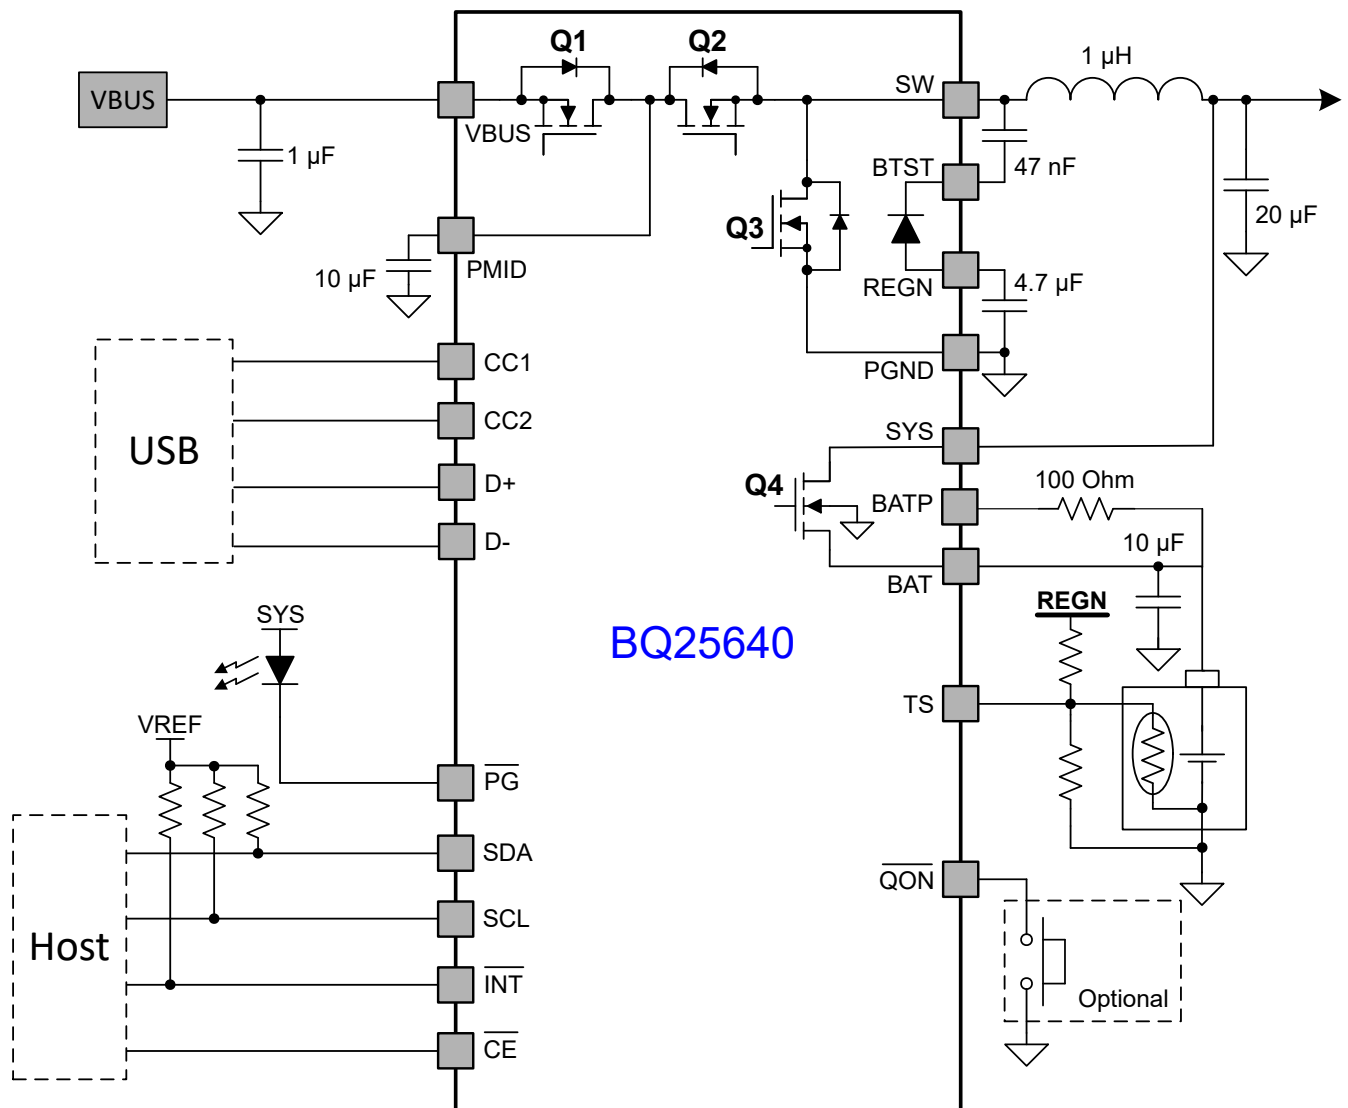 Q1
Q2
VBUS
VBUS
SW
1 µH
1 µF
BTST
47 nF
Q3
20 µF
PMID
10 µF
REGN
4.7 µF
PGND
USB
CC1
CC2
D+
D-
SYS
Q4
BATP
100 Ohm
BAT
10 µF
REGN
BQ25640
TS
SYS
VREF
PG
SDA
SCL
INT
CE
Host
QON
Optional